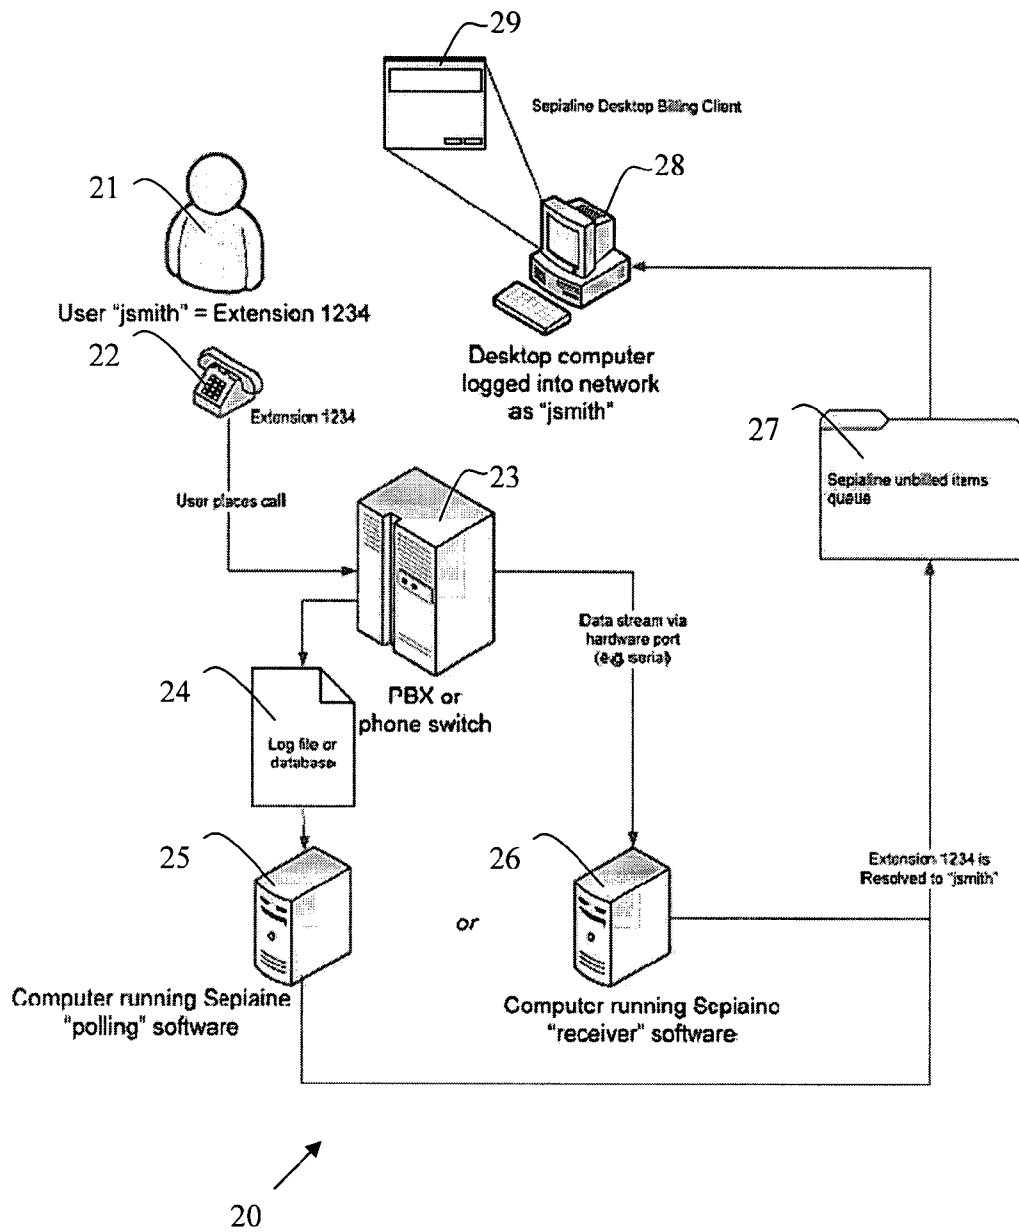 29
Sepialine Desktop Billing Client
28
21
User "jsmith" = Extension 1234
22
Extension 1234
Desktop computer
logged into network
as "jsmith"
27
Sepialine unbilled items
queue
User places call
23
Data stream via
hardware port
(e.g. serial)
PBX or
phone switch
24
Log file or
database
25
26
or
Extension 1234 is
Resolved to "jsmith"
Computer running Sepiaine
"polling" software
Computer running Sepiaine
"receiver" software
20